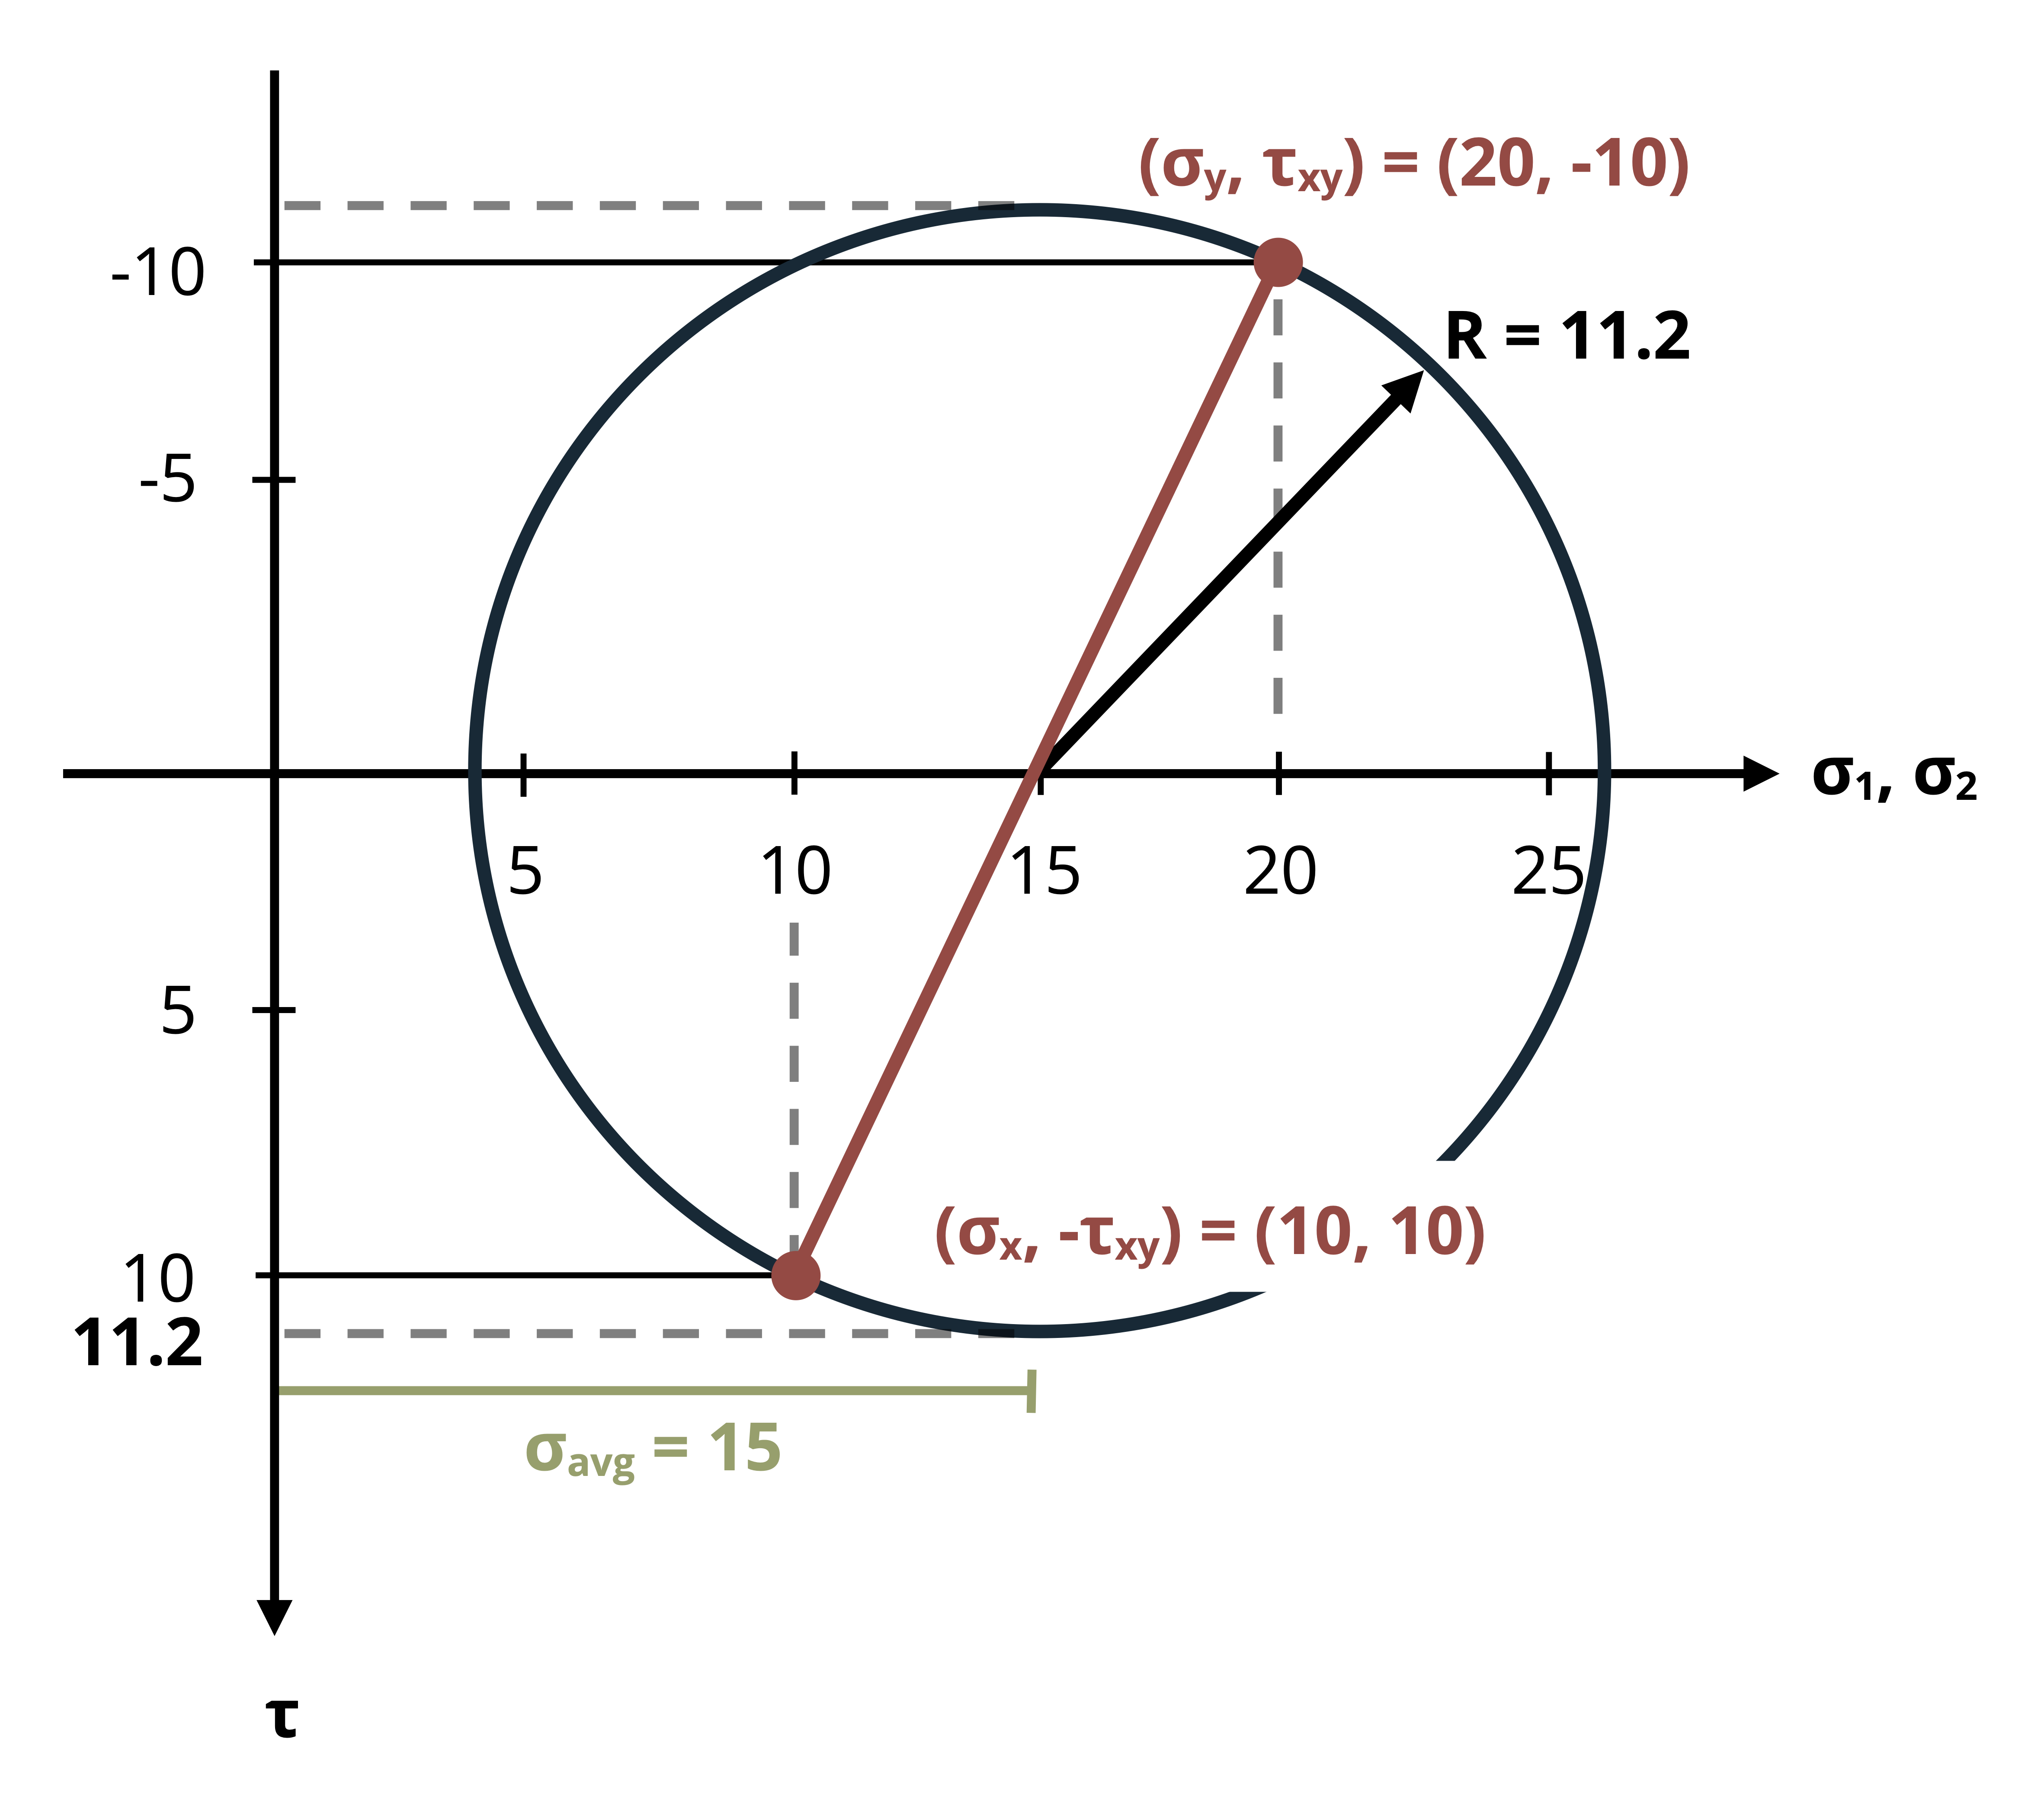 (σy, τxy) = (20, -10)
-10
R = 11.2
-5
σ1, σ2
5 10 15 20 25
5
(σx, -τxy) = (10, 10)
10
11.2
σavg = 15
τ